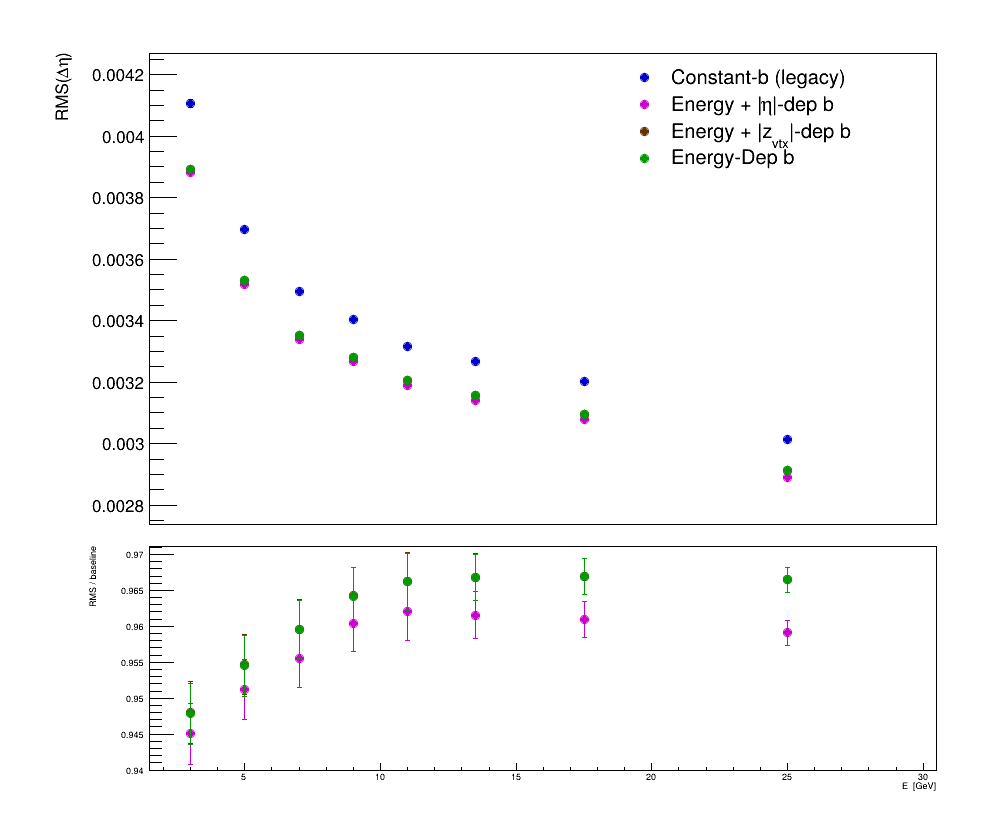 RMS(Δη)
0.0042
0.004
0.0038
0.0036
0.0034
0.0032
0.003
0.0028
Constant-b (legacy)
Energy + |η|-dep b
Energy + |z_vtx|-dep b
Energy-Dep b
RMS / baseline
0.97
0.965
0.96
0.955
0.95
0.945
0.94
5 10 15 20 25 30
E [GeV]